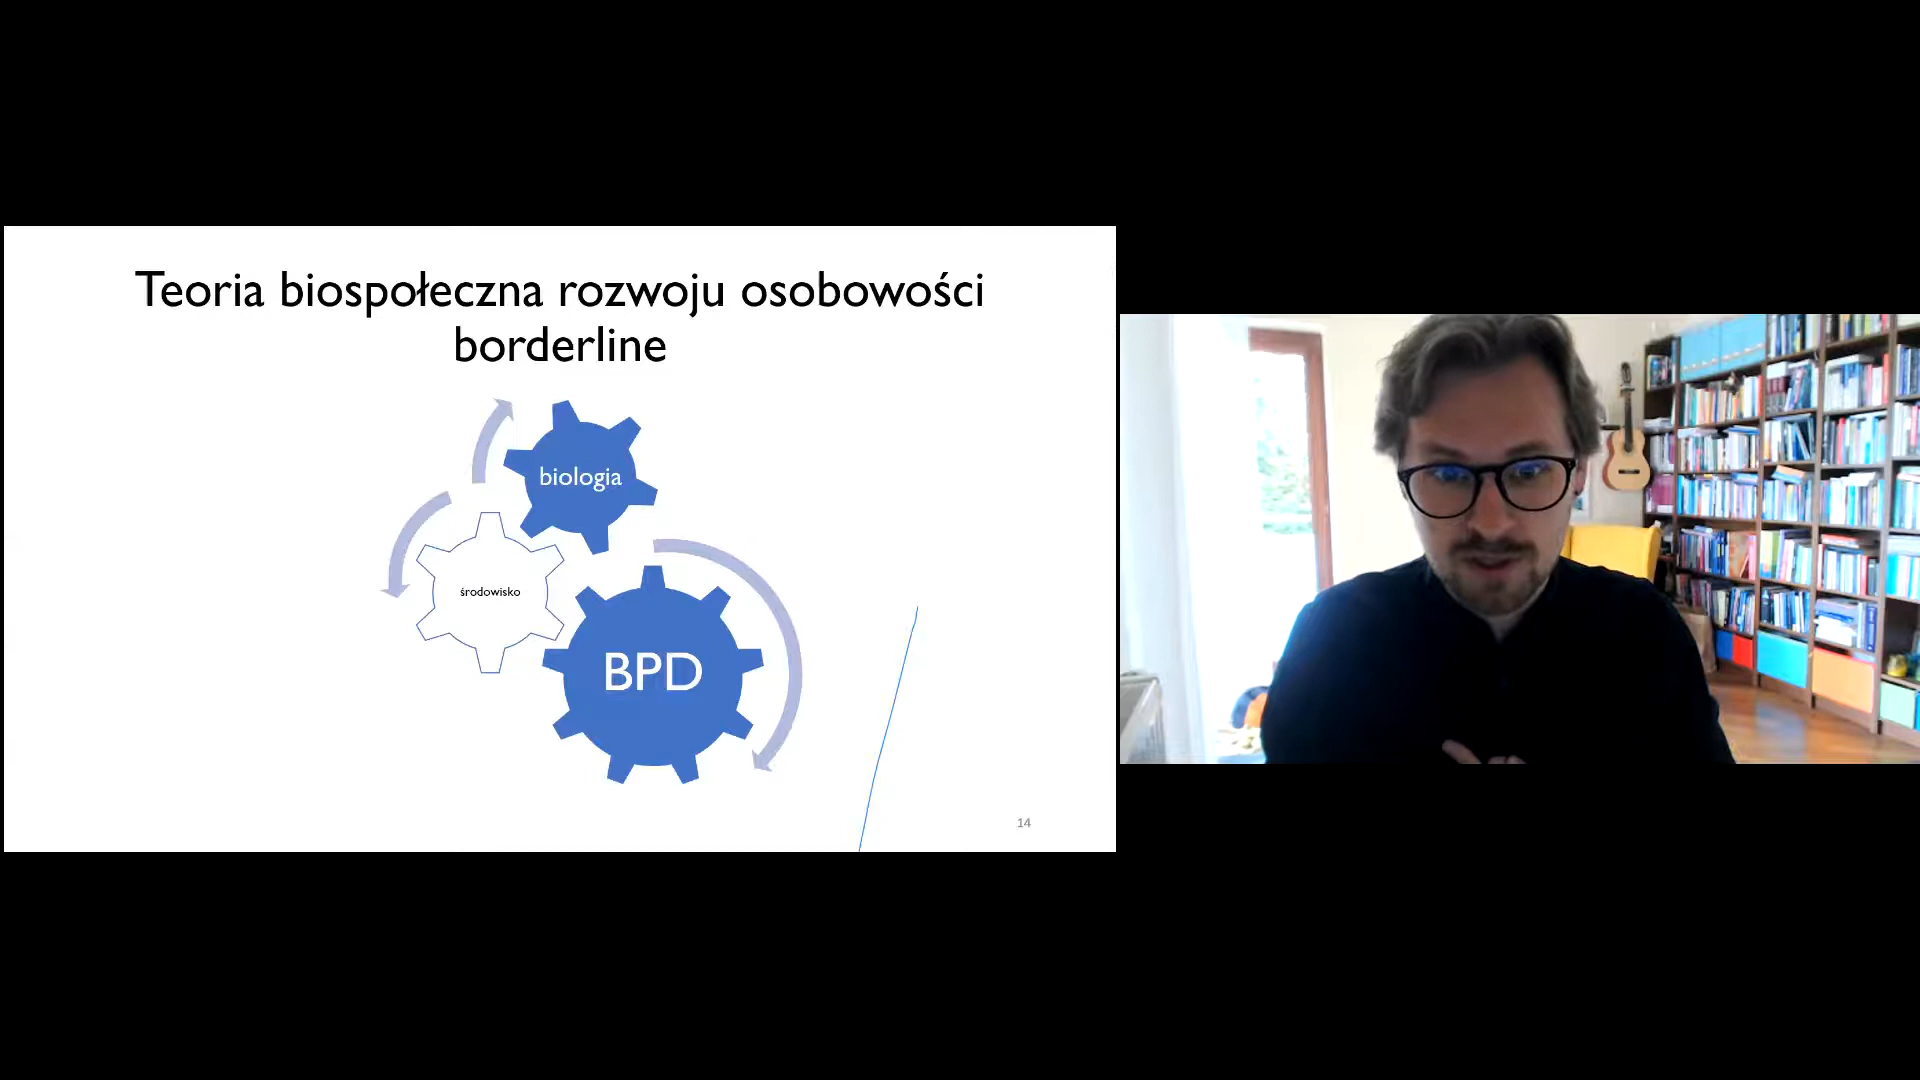 Teoria biospołeczna rozwoju osobowości
borderline
biologia
środowisko
BPD
14